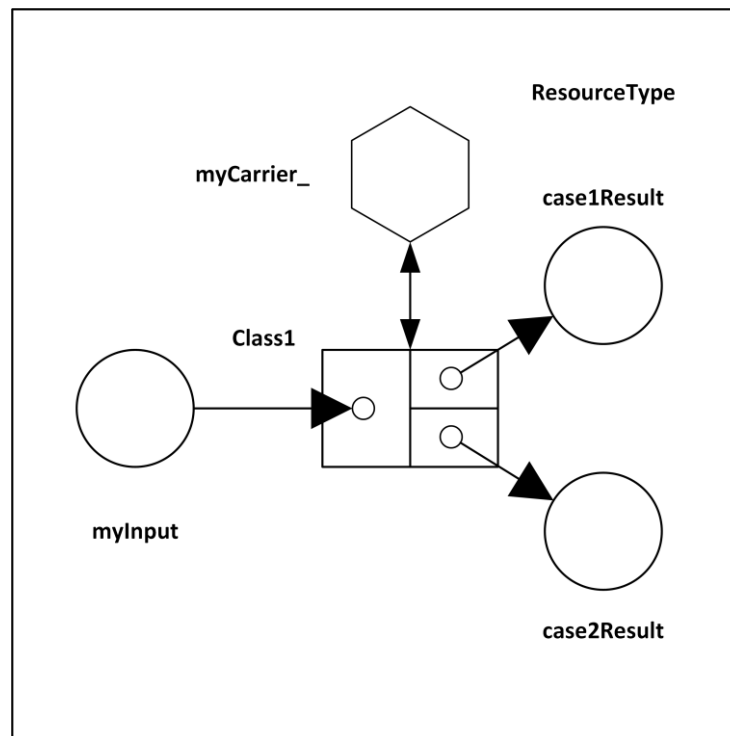 ResourceType
myCarrier_
case1Result
Class1
myInput
case2Result